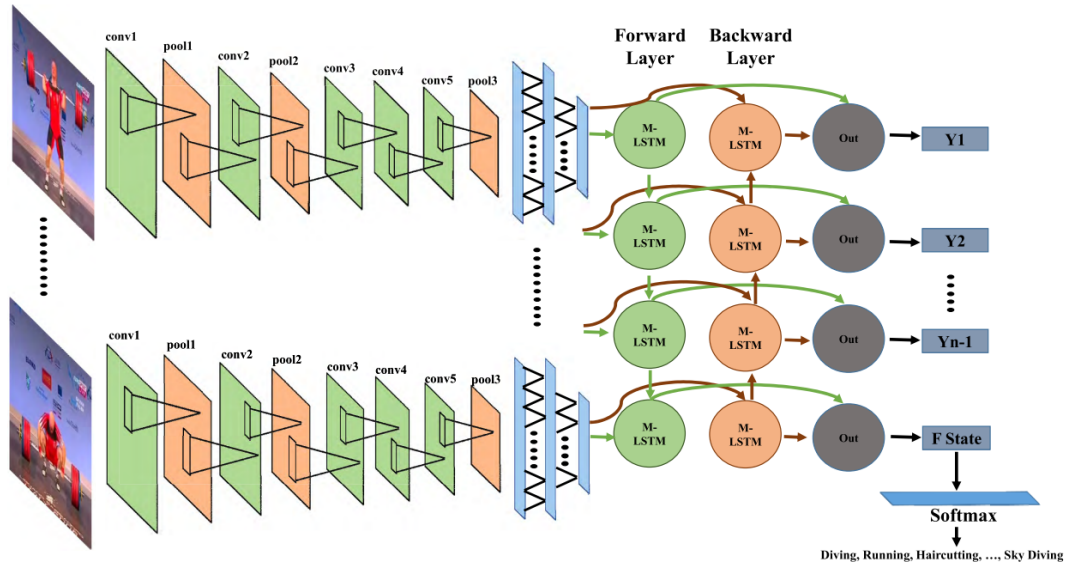 conv1
pool1
conv2
pool2
conv3
conv4
conv5
pool3
Forward
Layer
Backward
Layer
M-
LSTM
M-
LSTM
Out
Y1
M-
LSTM
M-
LSTM
Out
Y2
M-
LSTM
M-
LSTM
Out
Yn-1
conv1
pool1
conv2
pool2
conv3
conv4
conv5
pool3
M-
LSTM
M-
LSTM
Out
F State
Softmax
Diving, Running, Haircutting, …, Sky Diving